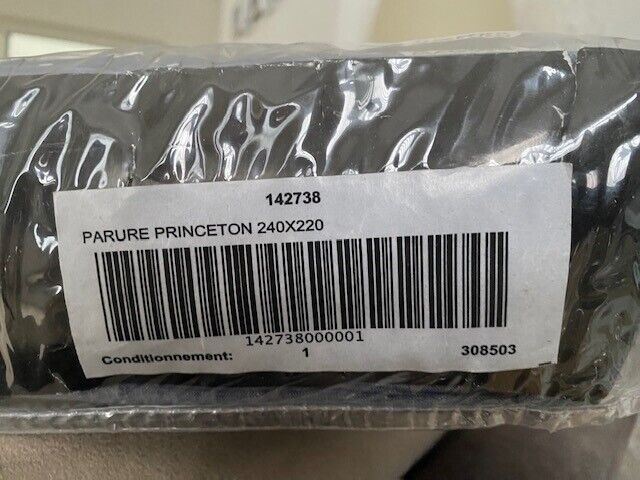 142738
PARURE PRINCETON 240X220
142738000001
Conditionnement: 1 308503